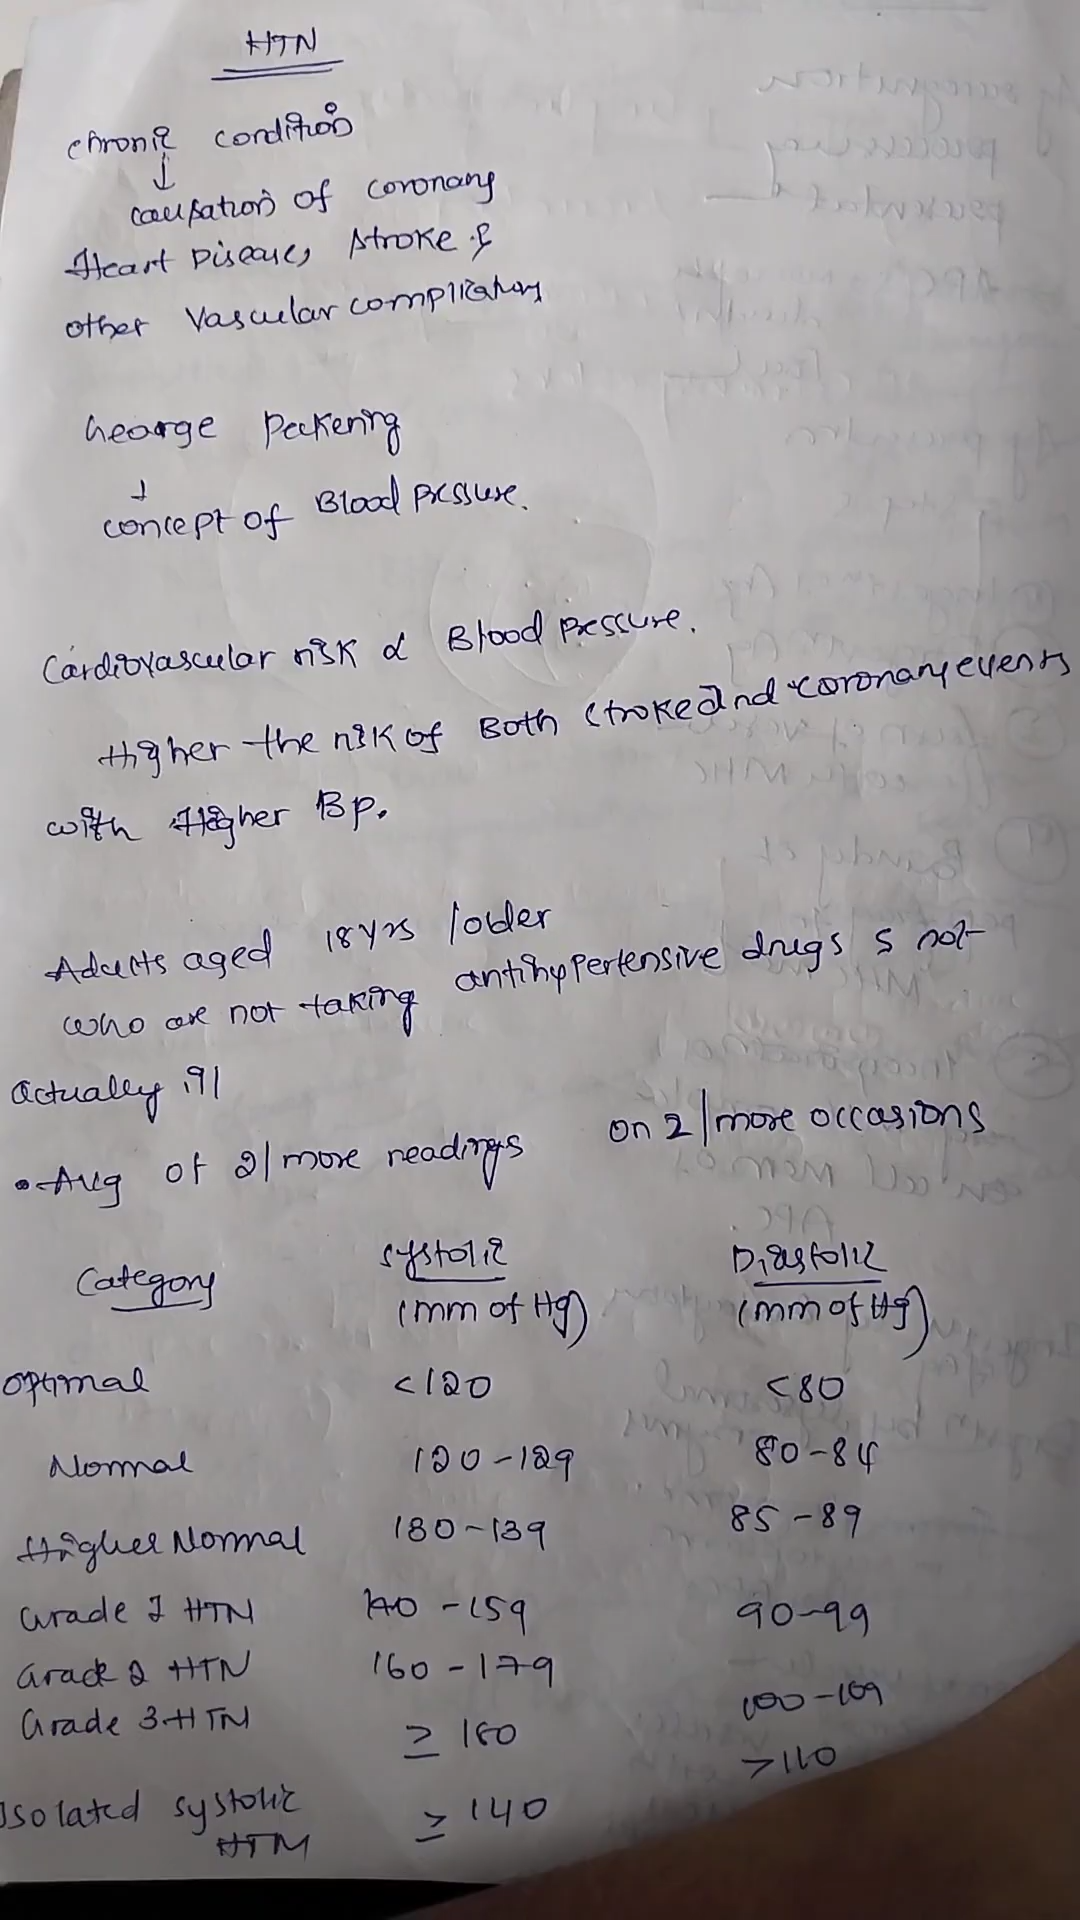 HTN
chronic condition
↓
causation of coronary
Heart Disease, stroke &
other vascular complications
George Peckering
↓
concept of Blood pressure.
Cardiovascular risk α Blood pressure.
Higher the risk of Both stroke and coronary events
with Higher Bp.
Adults aged 18yrs / older
who are not taking antihypertensive drugs & not
actually ill
• Avg of 2/more readings on 2/more occasions
Category Systolic Diastolic
(mm of Hg) (mm of Hg)
optimal <120 <80
Normal 120-129 80-84
Higher Normal 130-139 85-89
Grade 1 HTN 140-159 90-99
Grade 2 HTN 160-179 100-109
Grade 3 HTN ≥ 180 >110
Isolated systolic ≥ 140
HTN